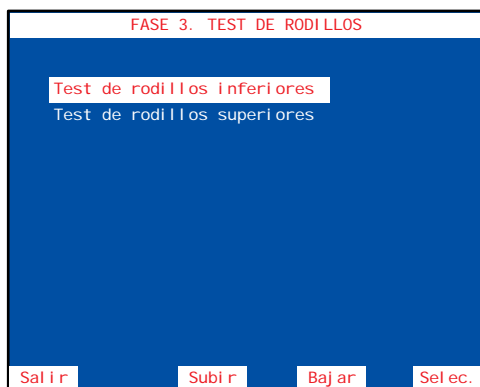 FASE 3. TEST DE RODILLOS
Test de rodillos inferiores
Test de rodillos superiores
Salir Subir Bajar Selec.